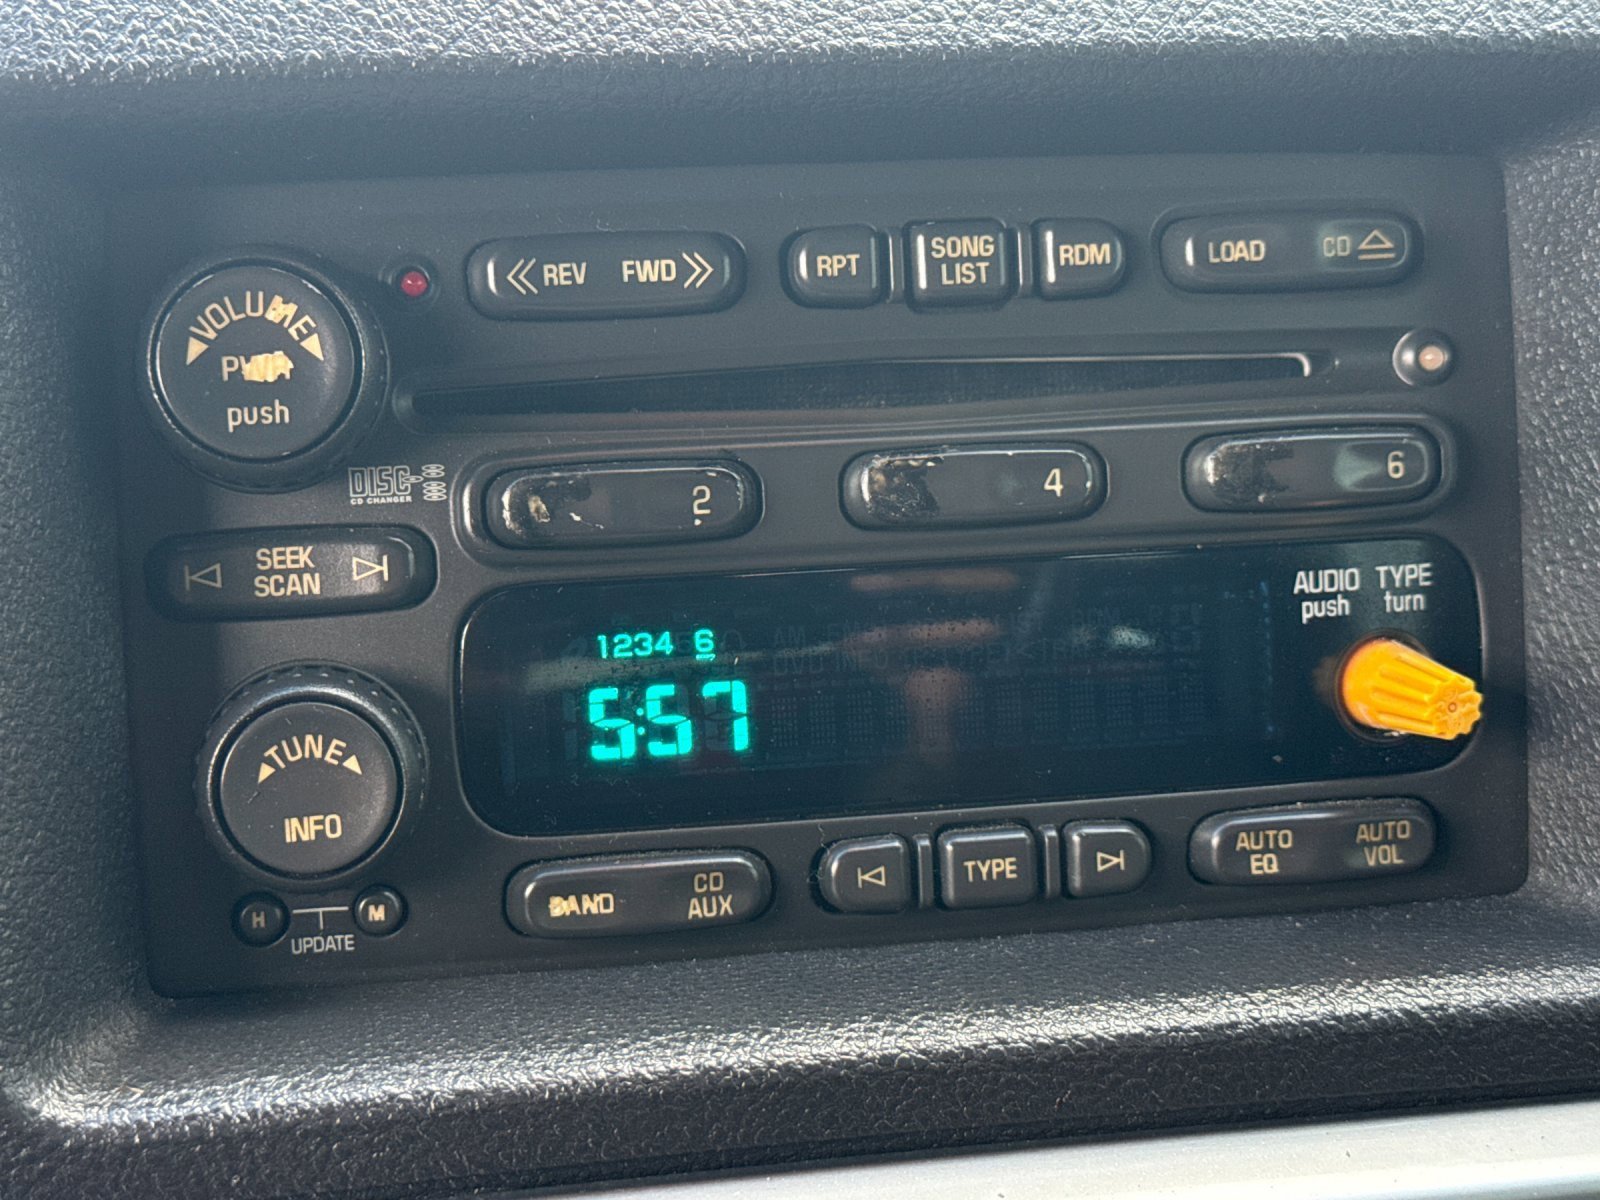 REV FWD
RPT
SONG
LIST
RDM
LOAD CD
VOLUME
PWR
push
DISC
CD CHANGER
2
4
6
SEEK
SCAN
1234 6
5:57
AUDIO TYPE
push turn
TUNE
INFO
BAND
CD
AUX
TYPE
AUTO
EQ
AUTO
VOL
H M
UPDATE